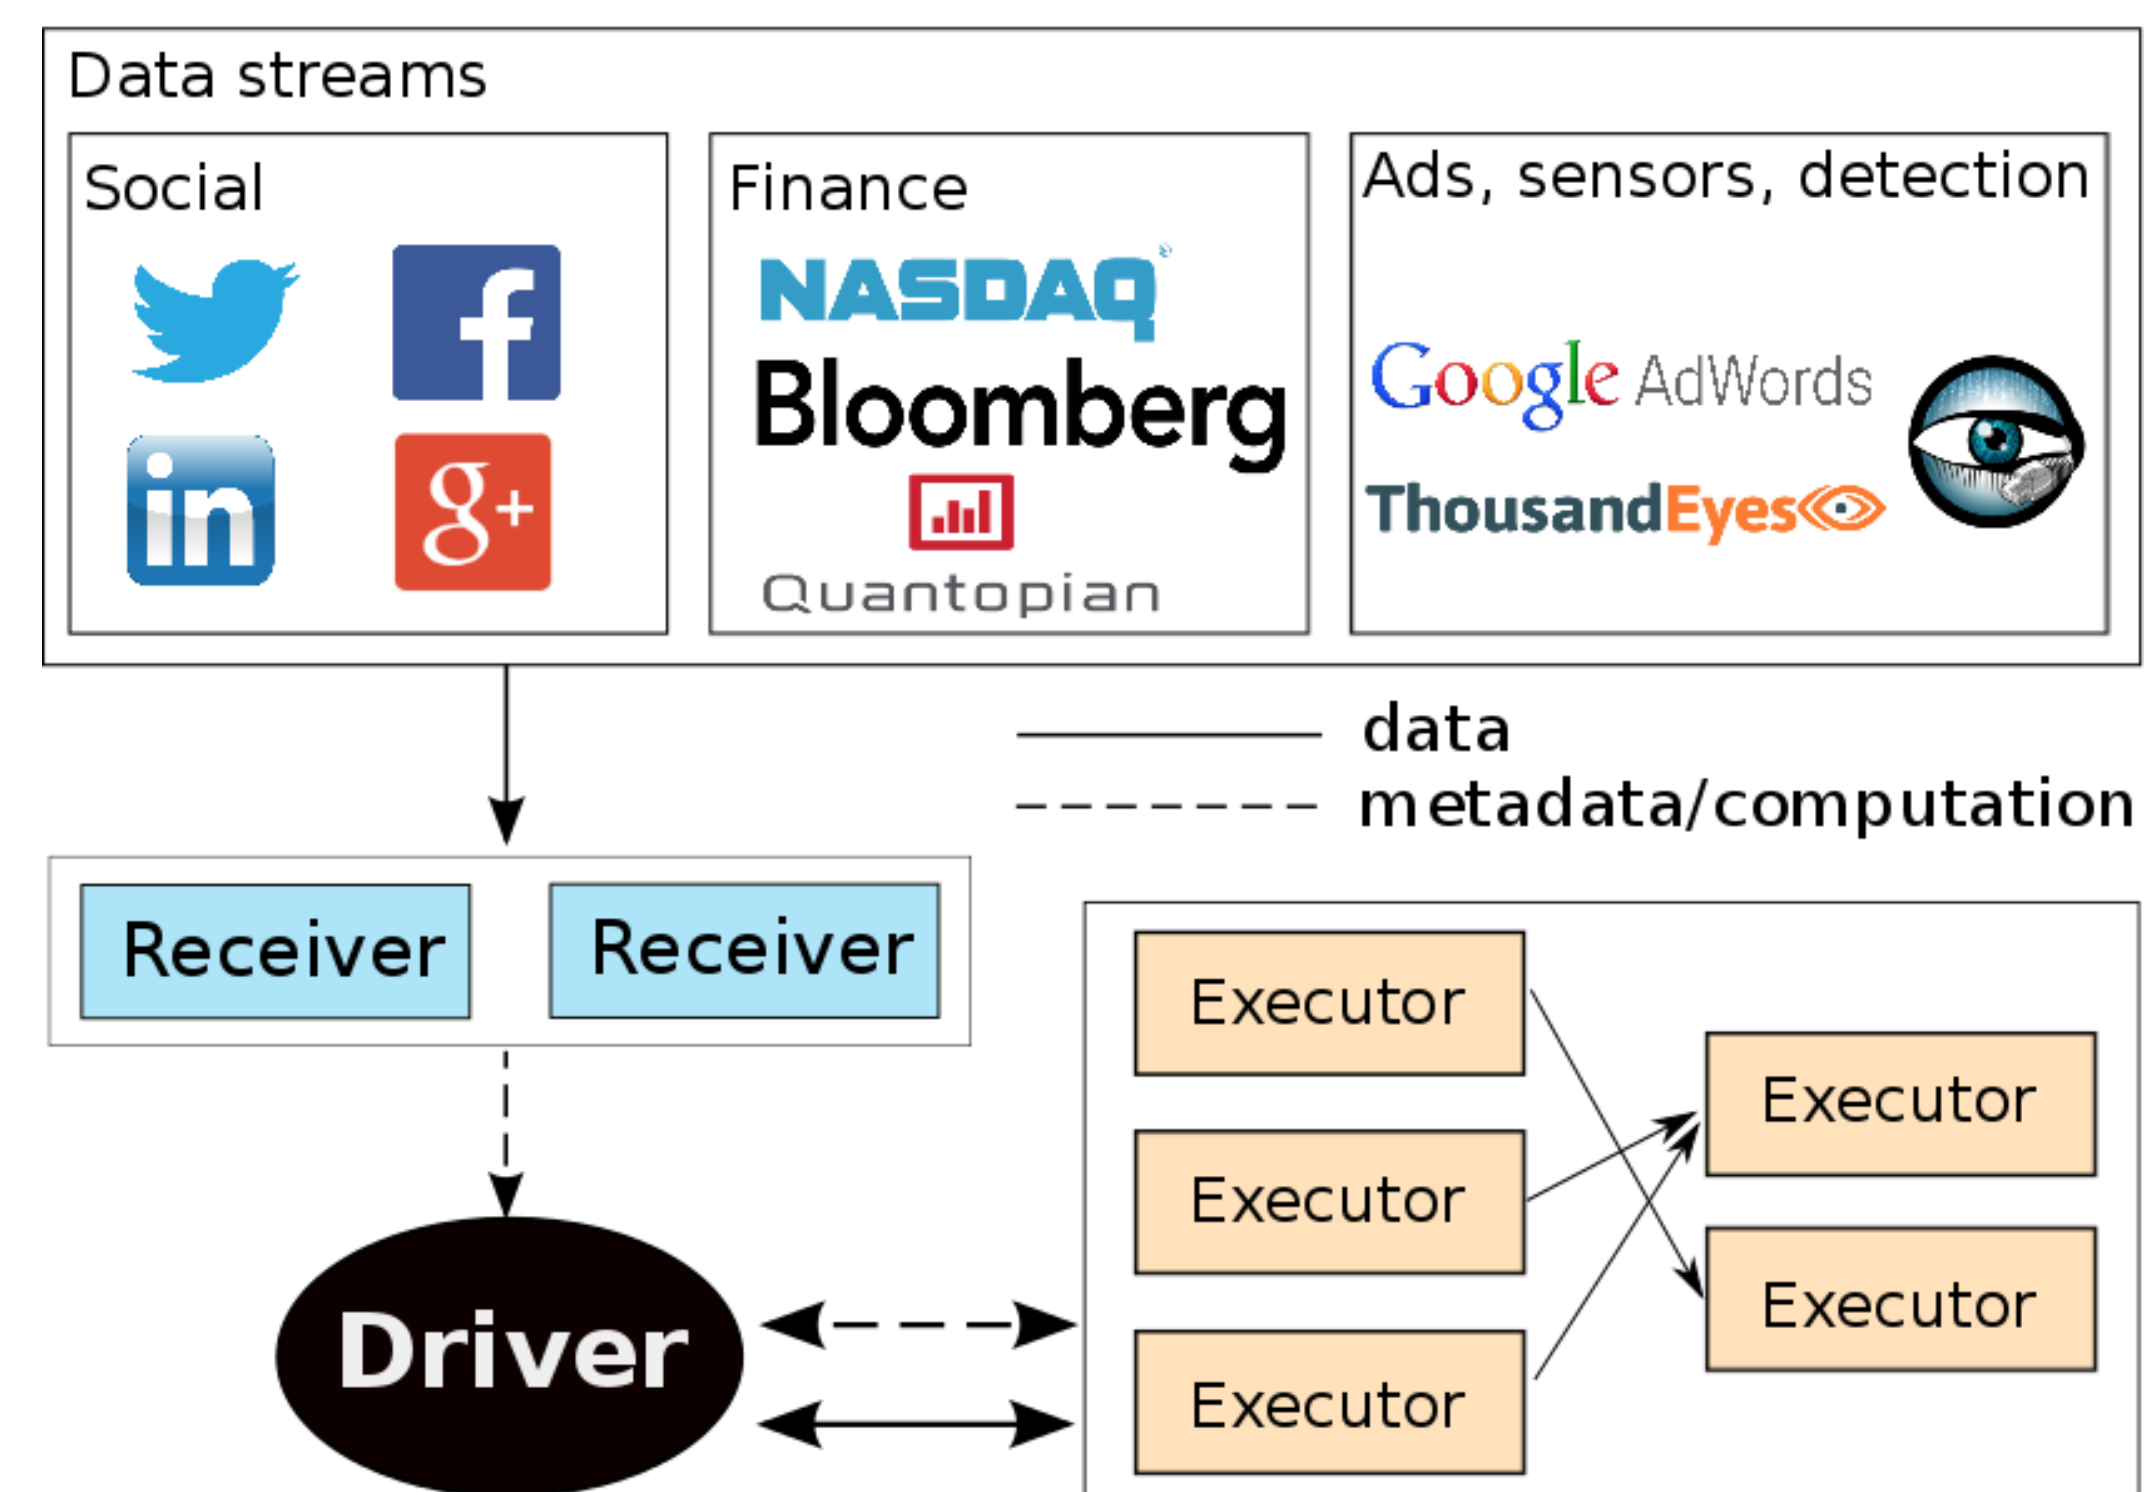 Data streams
Social
f
in
g+
Finance
NASDAQ®
Bloomberg
Quantopian
Ads, sensors, detection
Google AdWords
ThousandEyes
data
metadata/computation
Receiver
Receiver
Driver
Executor
Executor
Executor
Executor
Executor